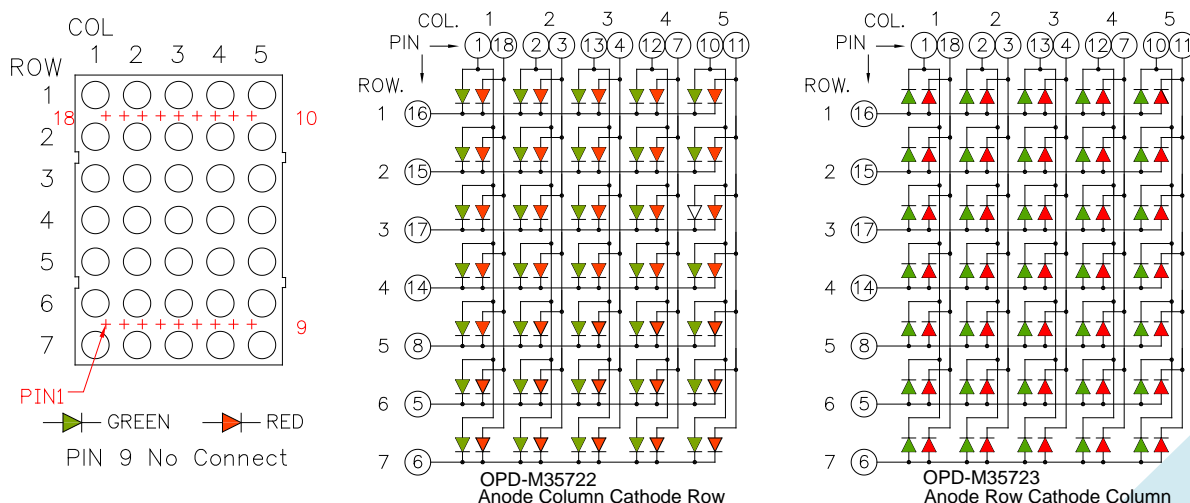 COL
1 2 3 4 5
ROW
1
18 10
2
3
4
5
6
9
7
PIN1
GREEN RED
PIN 9 No Connect
COL. 1 2 3 4 5
PIN 1 18 2 3 13 4 12 7 10 11
ROW.
1 16
2 15
3 17
4 14
5 8
6 5
7 6
OPD-M35722
Anode Column Cathode Row
COL. 1 2 3 4 5
PIN 1 18 2 3 13 4 12 7 10 11
ROW.
1 16
2 15
3 17
4 14
5 8
6 5
7 6
OPD-M35723
Anode Row Cathode Column